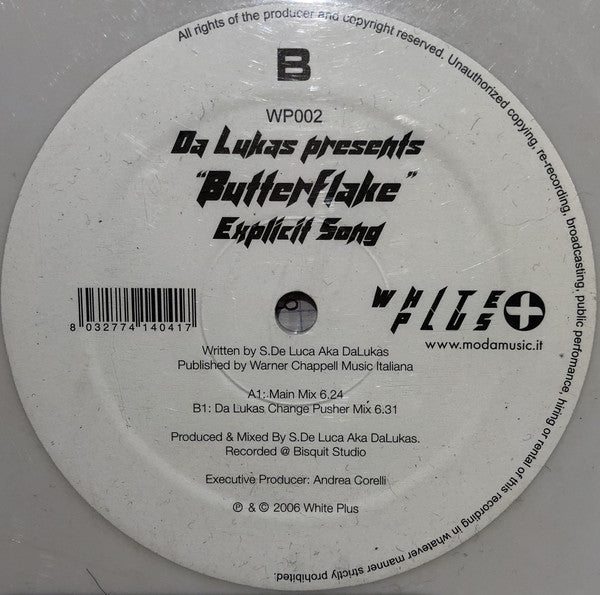 All rights of the producer and copyright reserved. Unauthorized copying, re-recording, broadcasting, public perfomance, hiring or rental of this recording in whatever manner strictly prohibited.
B
WP002
Da Lukas presents
"Butterflake"
Explicit Song
8 032774 140417
WHITE
PLUS
www.modamusic.it
Written by S.De Luca Aka DaLukas
Published by Warner Chappell Music Italiana
A1: Main Mix 6.24
B1: Da Lukas Change Pusher Mix 6.31
Produced & Mixed By S.De Luca Aka DaLukas.
Recorded @ Bisquit Studio
Executive Producer: Andrea Corelli
℗ & © 2006 White Plus